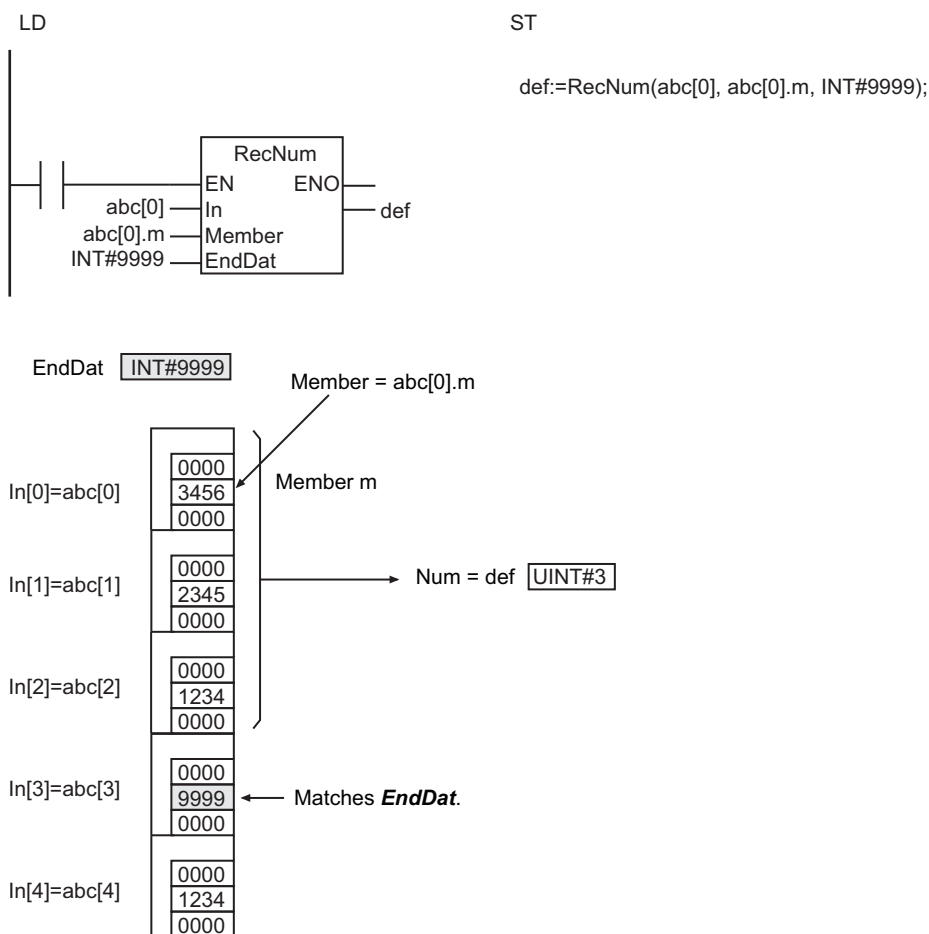 LD
ST
def:=RecNum(abc[0], abc[0].m, INT#9999);
RecNum
EN ENO
abc[0] In def
abc[0].m Member
INT#9999 EndDat
EndDat INT#9999
Member = abc[0].m
0000
In[0]=abc[0] 3456 Member m
0000
0000
In[1]=abc[1] 2345 Num = def UINT#3
0000
0000
In[2]=abc[2] 1234
0000
0000
In[3]=abc[3] 9999 Matches EndDat.
0000
0000
In[4]=abc[4] 1234
0000